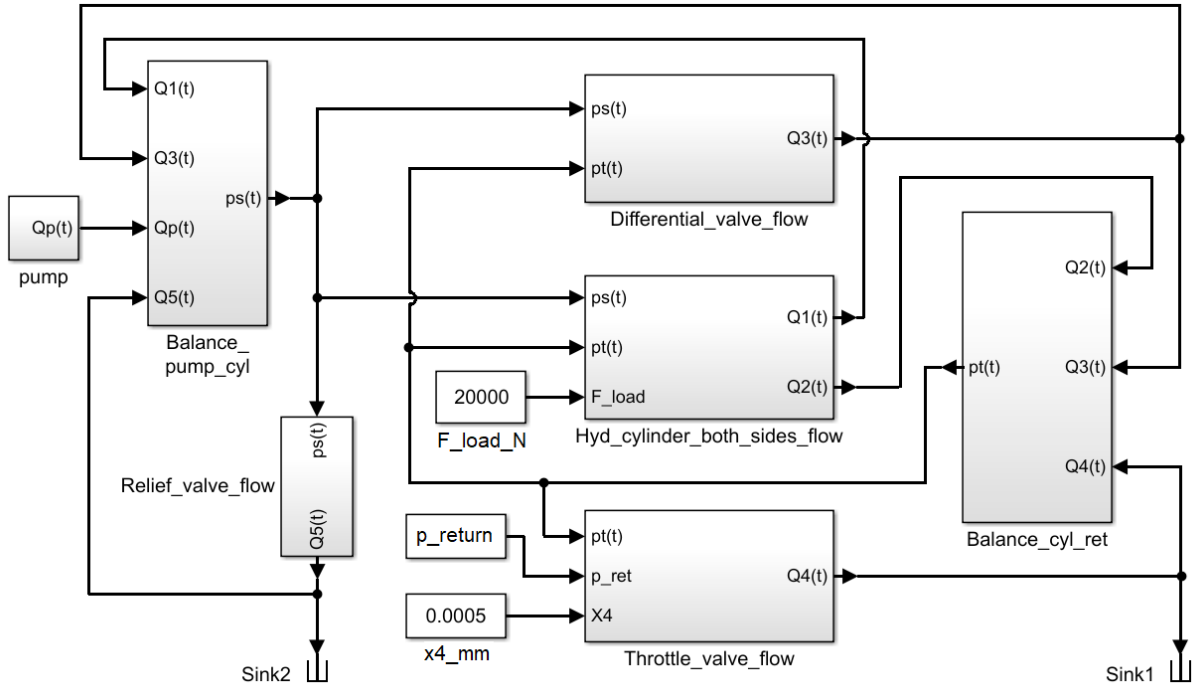 Q1(t)
Q3(t)
Qp(t)
Q5(t)
ps(t)
Balance_
pump_cyl
Qp(t)
pump
ps(t)
pt(t)
Q3(t)
Differential_valve_flow
ps(t)
pt(t)
F_load
Q1(t)
Q2(t)
Hyd_cylinder_both_sides_flow
20000
F_load_N
pt(t)
Q2(t)
Q3(t)
Q4(t)
Balance_cyl_ret
ps(t)
Q5(t)
Relief_valve_flow
p_return
0.0005
x4_mm
pt(t)
p_ret
X4
Q4(t)
Throttle_valve_flow
Sink2
Sink1